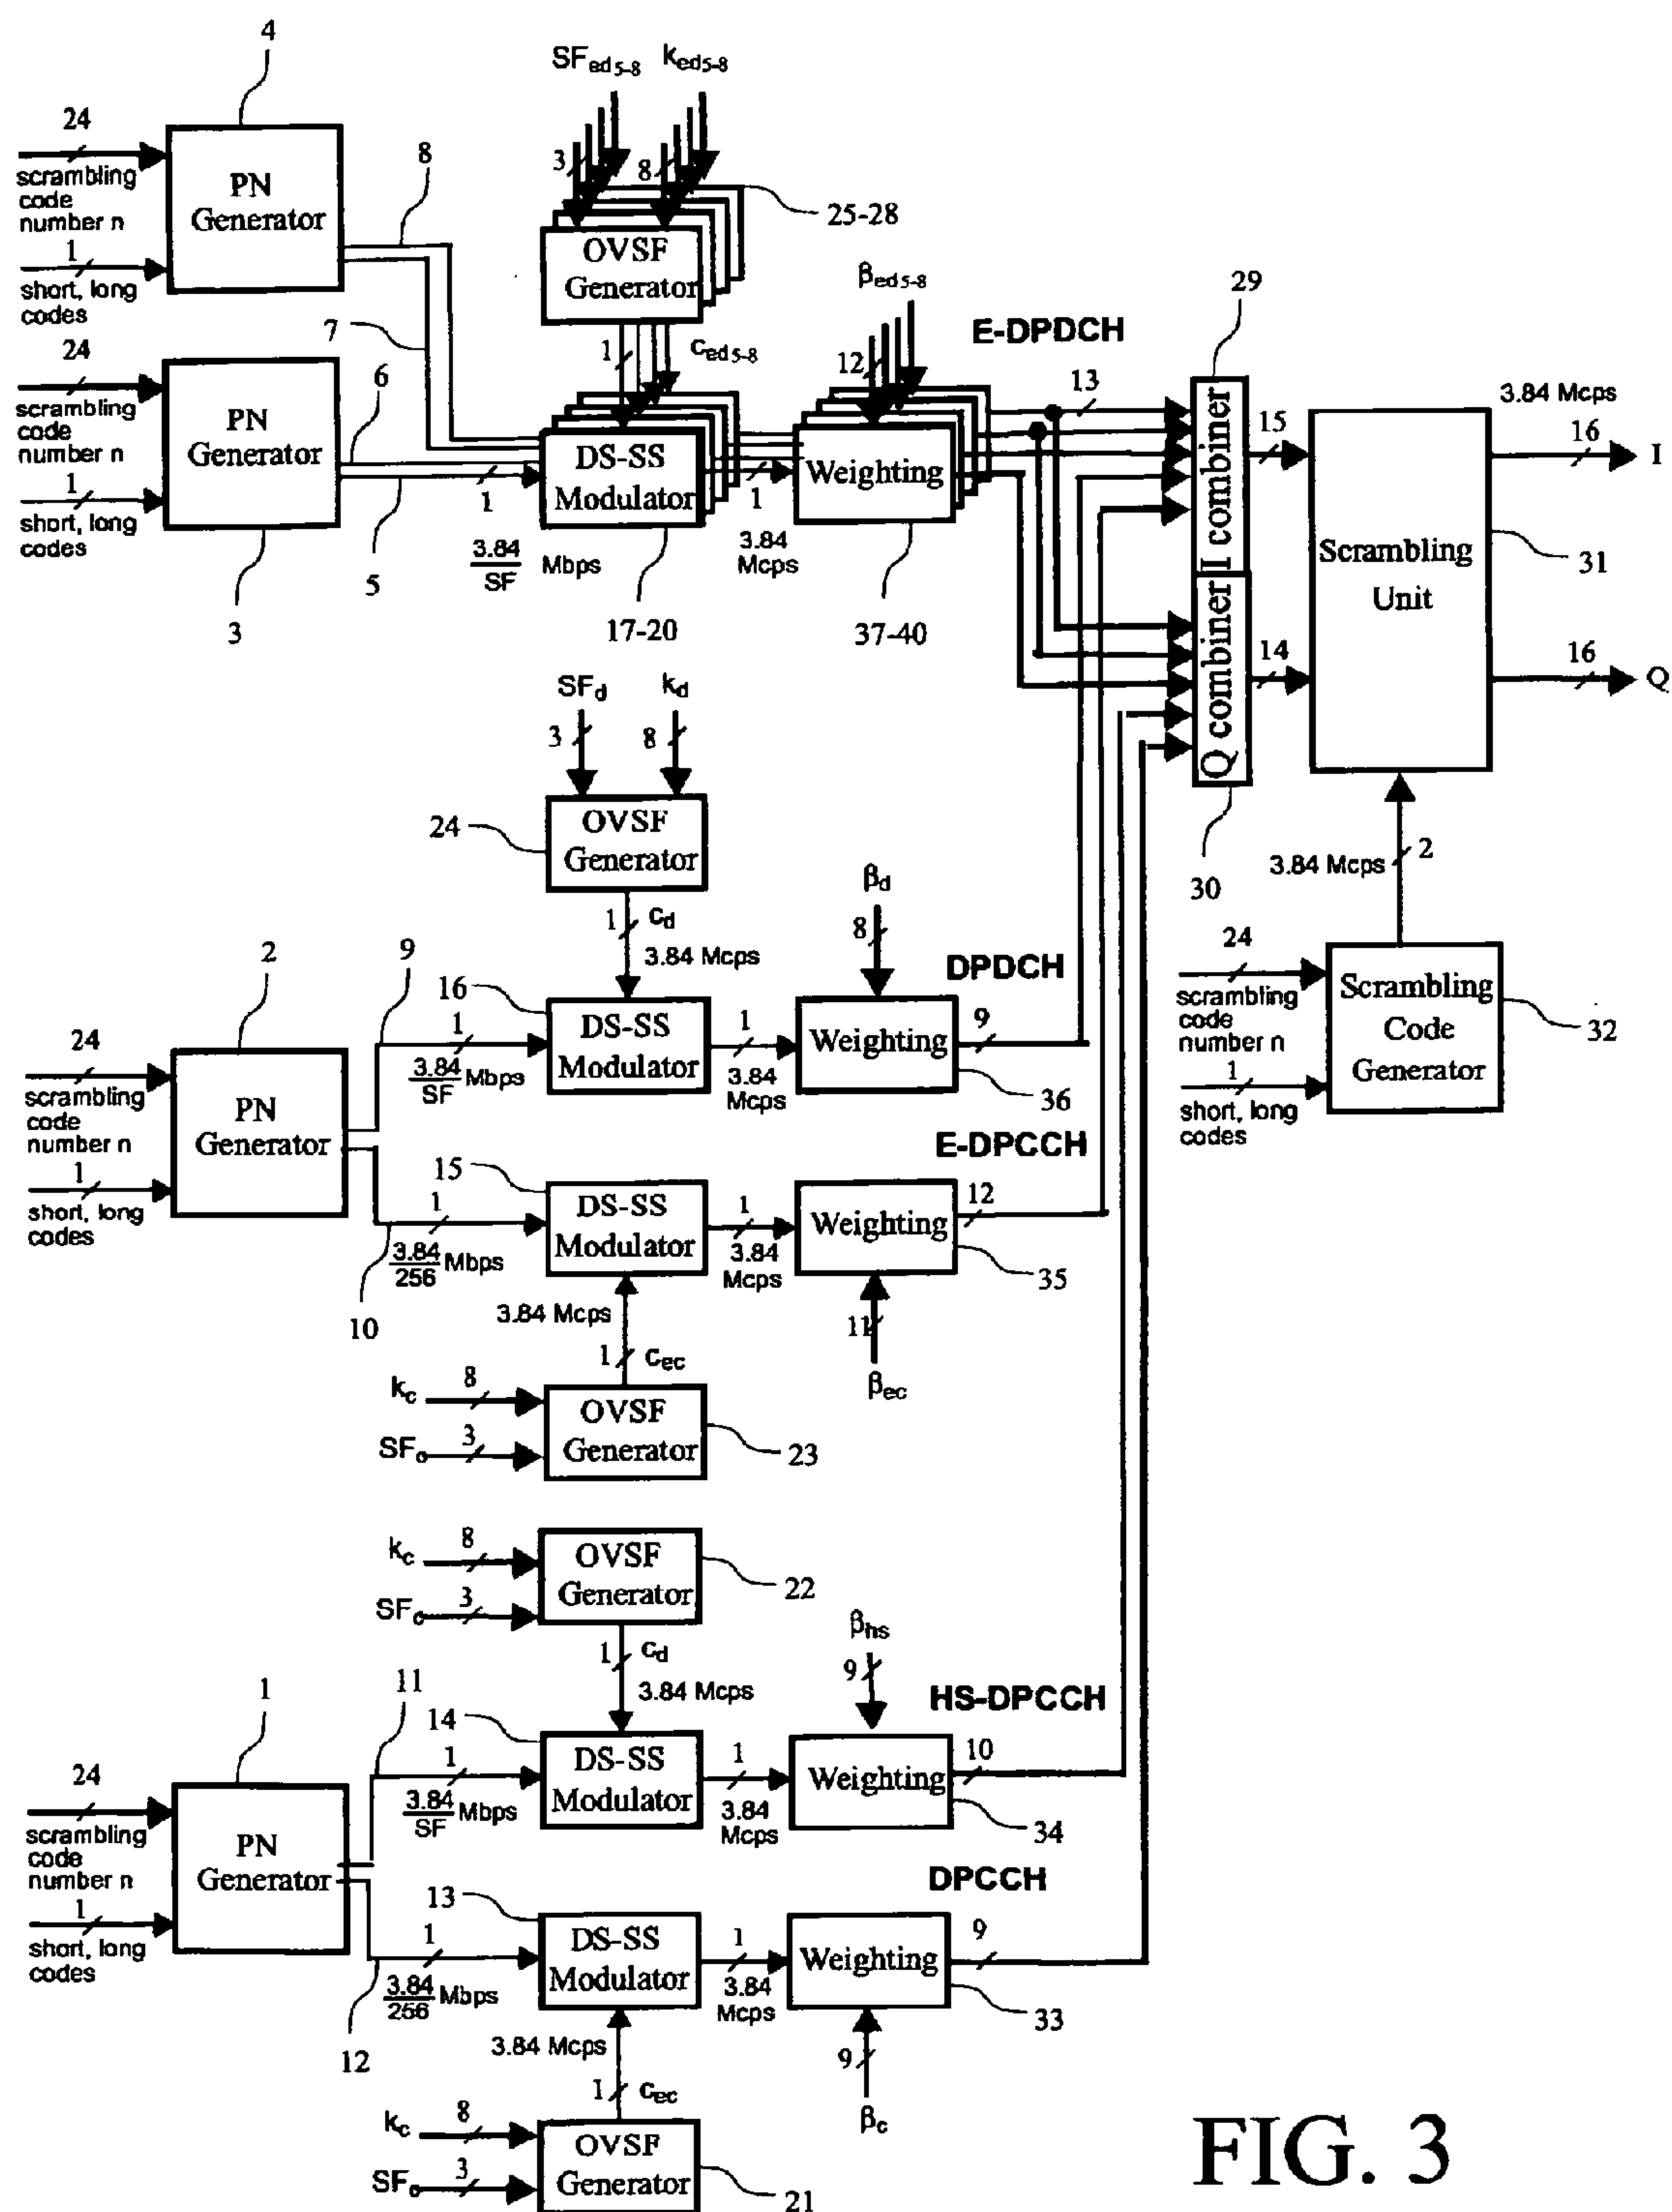 4
24
scrambling
code
number n
1
short, long
codes
PN
Generator
8
SFed5-8 ked5-8
3 8
25-28
OVSF
Generator
1 ced5-8
βed5-8
12
E-DPDCH
13
29
I combiner
15
3.84 Mcps
16 I
24
scrambling
code
number n
1
short, long
codes
PN
Generator
3
7
6
5
1
3.84
SF
Mbps
DS-SS
Modulator
17-20
1
3.84
Mcps
Weighting
37-40
Q combiner
30
14
Scrambling
Unit
31
16 Q
3.84 Mcps 2
24
scrambling
code
number n
1
short, long
codes
Scrambling
Code
Generator
32
SFd kd
3 8
24
OVSF
Generator
1 cd
3.84 Mcps
2
24
scrambling
code
number n
1
short, long
codes
PN
Generator
9
1
3.84
SF
Mbps
16
DS-SS
Modulator
1
3.84
Mcps
βd
8
Weighting
36
DPDCH
9
10
1
3.84
256
Mbps
15
DS-SS
Modulator
1
3.84
Mcps
Weighting
35
E-DPCCH
12
11
βec
3.84 Mcps
1 cec
kc 8
SFc 3
OVSF
Generator
23
kc 8
SFc 3
OVSF
Generator
22
1 cd
3.84 Mcps
1
24
scrambling
code
number n
1
short, long
codes
PN
Generator
11
1
3.84
SF
Mbps
14
DS-SS
Modulator
1
3.84
Mcps
βhs
9
Weighting
34
HS-DPCCH
10
12
1
3.84
256
Mbps
13
DS-SS
Modulator
1
3.84
Mcps
Weighting
33
DPCCH
9
9
βc
3.84 Mcps
1 cec
kc 8
SFc 3
OVSF
Generator
21
FIG. 3